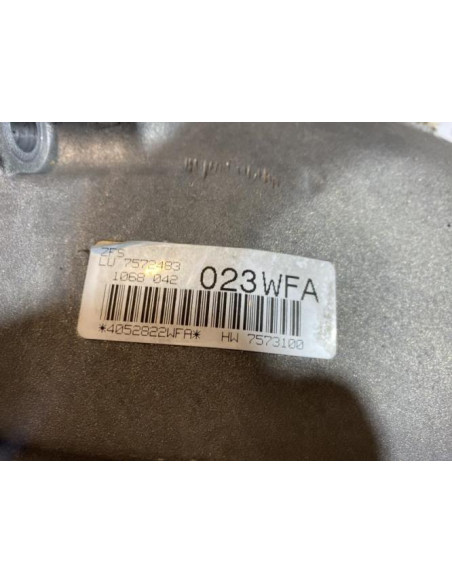 ZFS
LU 7572483
1068 042
023WFA
*4052822WFA* HW 7573100